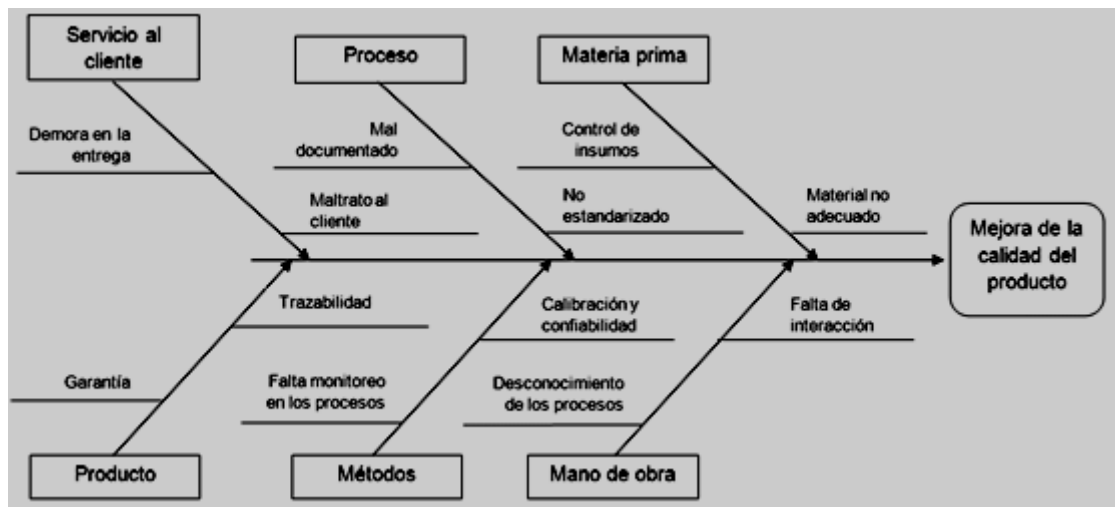 Servicio al
cliente
Proceso
Materia prima
Demora en la
entrega
Mal
documentado
Control de
insumos
Maltrato al
cliente
No
estandarizado
Material no
adecuado
Mejora de la
calidad del
producto
Trazabilidad
Calibración y
confiabilidad
Falta de
interacción
Garantía
Falta monitoreo
en los procesos
Desconocimiento
de los procesos
Producto
Métodos
Mano de obra